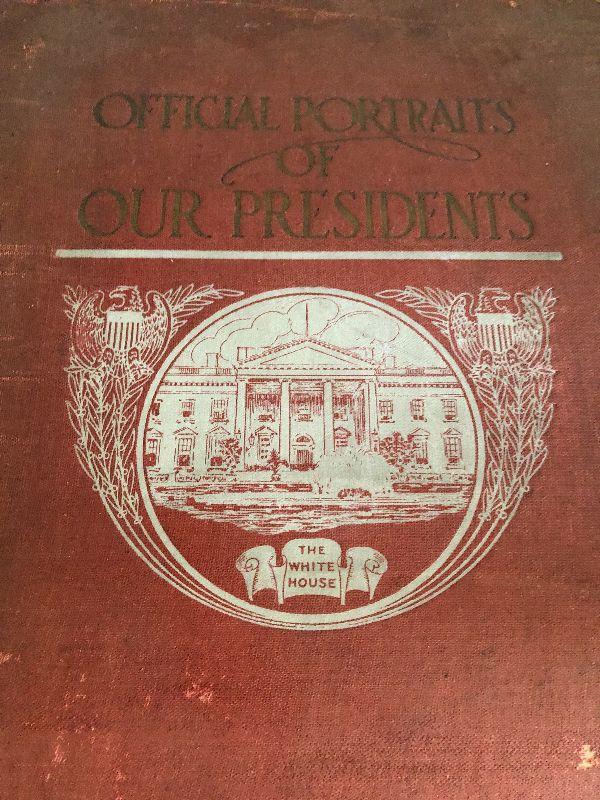 OFFICIAL PORTRAITS
OF
OUR PRESIDENTS
THE
WHITE
HOUSE